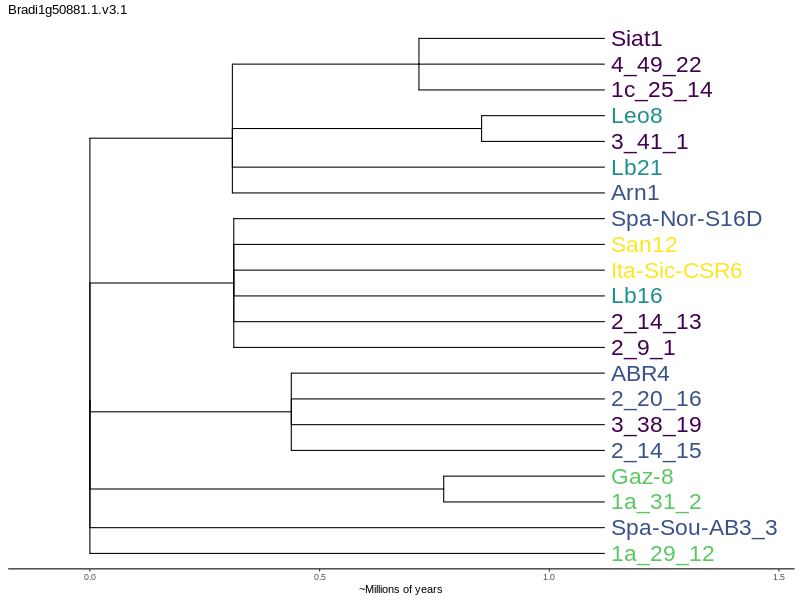 Bradi1g50881.1.v3.1
Siat1
4_49_22
1c_25_14
Leo8
3_41_1
Lb21
Arn1
Spa-Nor-S16D
San12
Ita-Sic-CSR6
Lb16
2_14_13
2_9_1
ABR4
2_20_16
3_38_19
2_14_15
Gaz-8
1a_31_2
Spa-Sou-AB3_3
1a_29_12
0.0 0.5 1.0 1.5
~Millions of years